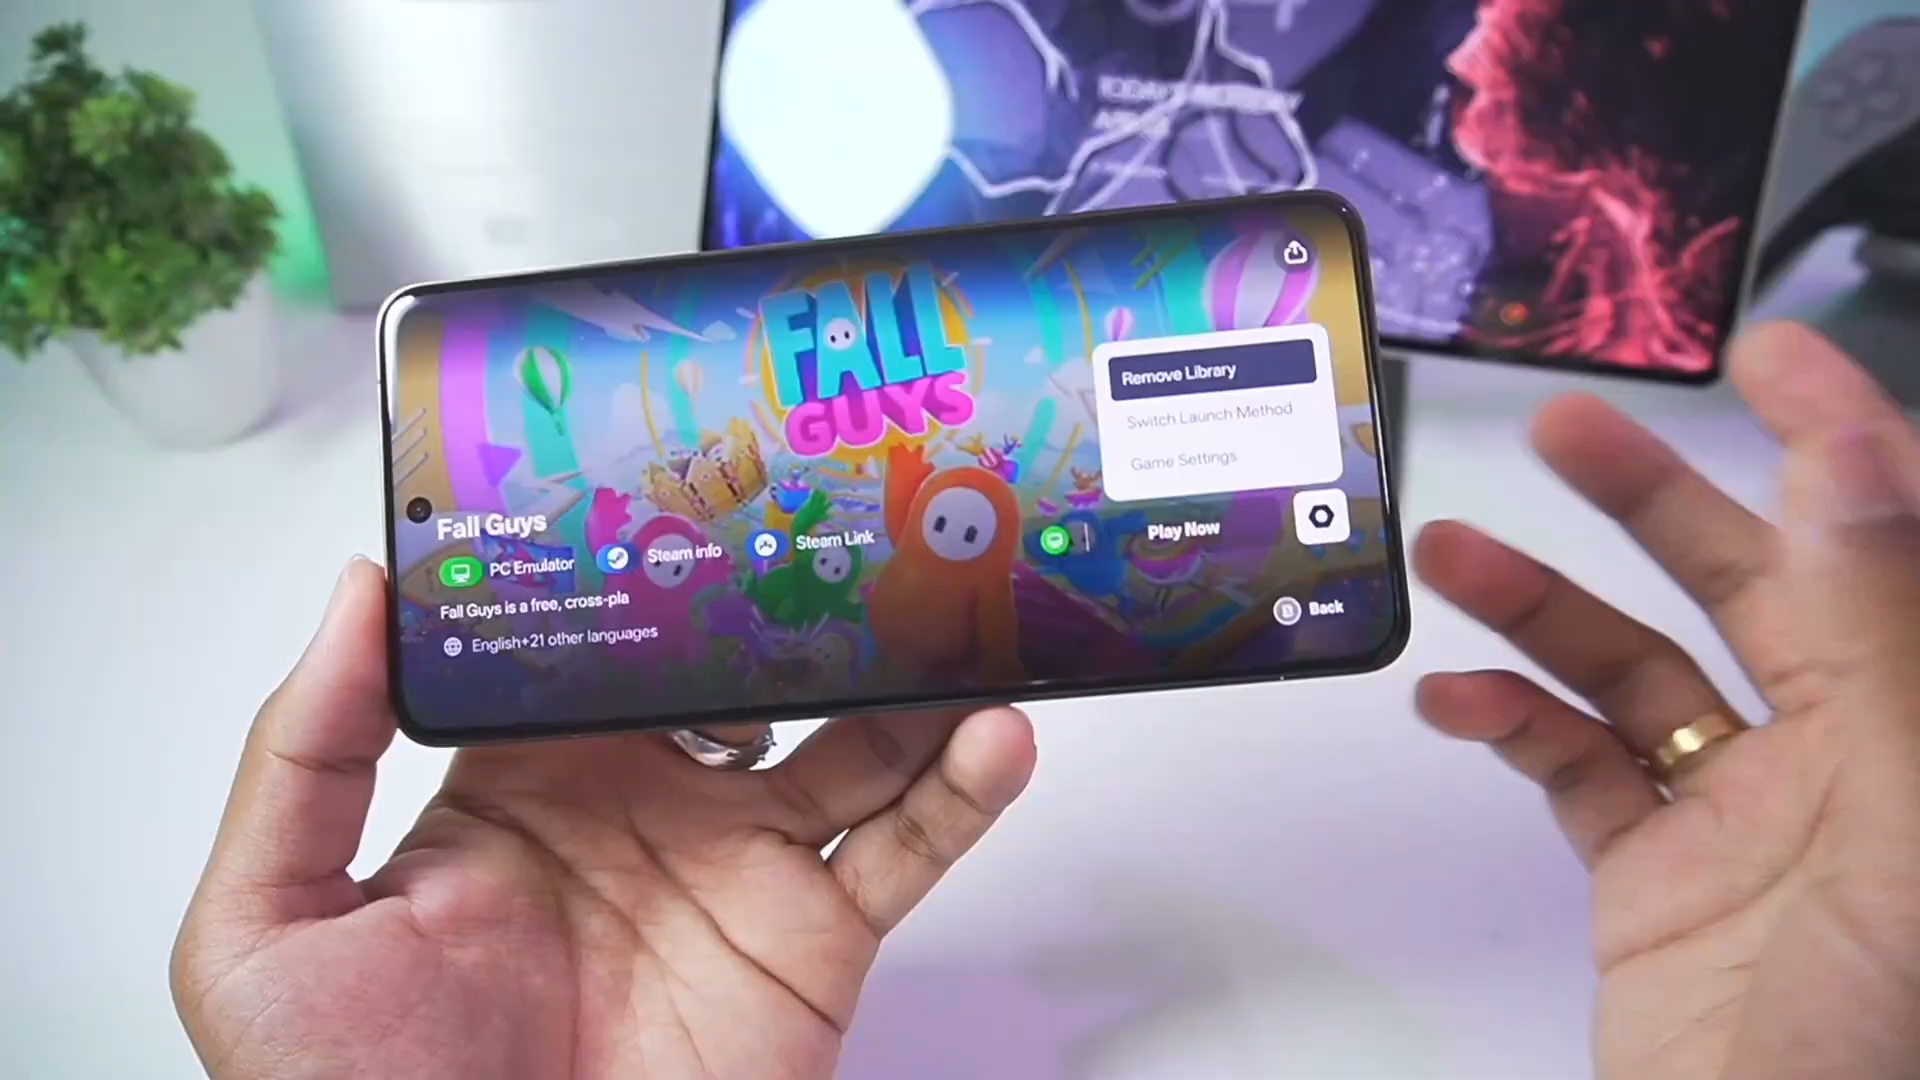 FALL
GUYS
Remove Library
Switch Launch Method
Game Settings
Fall Guys
PC Emulator
Steam info
Steam Link
Play Now
Fall Guys is a free, cross-pla
English+21 other languages
B Back